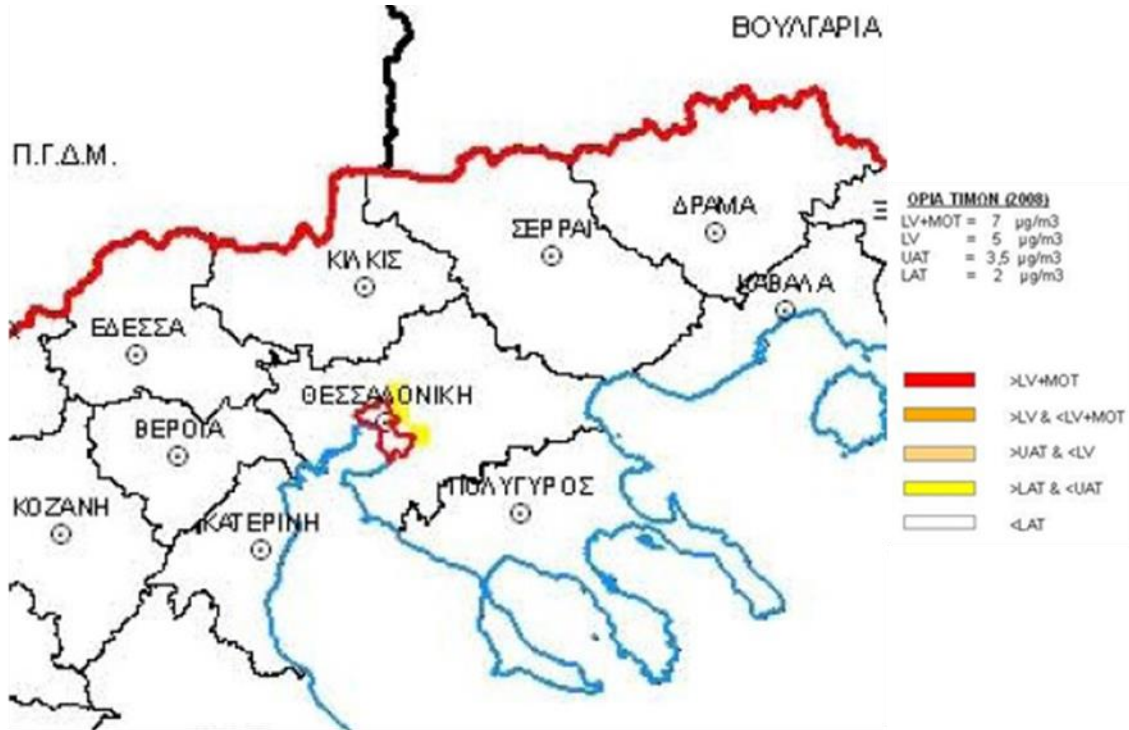 ΒΟΥΛΓΑΡΙΑ
Π.Γ.Δ.Μ.
ΔΡΑΜΑ
ΣΕΡΡΑΙ
ΚΙΛΚΙΣ
ΚΑΒΑΛΑ
ΕΔΕΣΣΑ
ΘΕΣΣΑΛΟΝΙΚΗ
ΒΕΡΟΙΑ
ΠΟΛΥΓΥΡΟΣ
ΚΟΖΑΝΗ
ΚΑΤΕΡΙΝΗ
ΟΡΙΑ ΤΙΜΩΝ (2008)
LV+MOT = 7 μg/m3
LV = 5 μg/m3
UAT = 3,5 μg/m3
LAT = 2 μg/m3
>LV+MOT
>LV & <LV+MOT
>UAT & <LV
>LAT & <UAT
<LAT